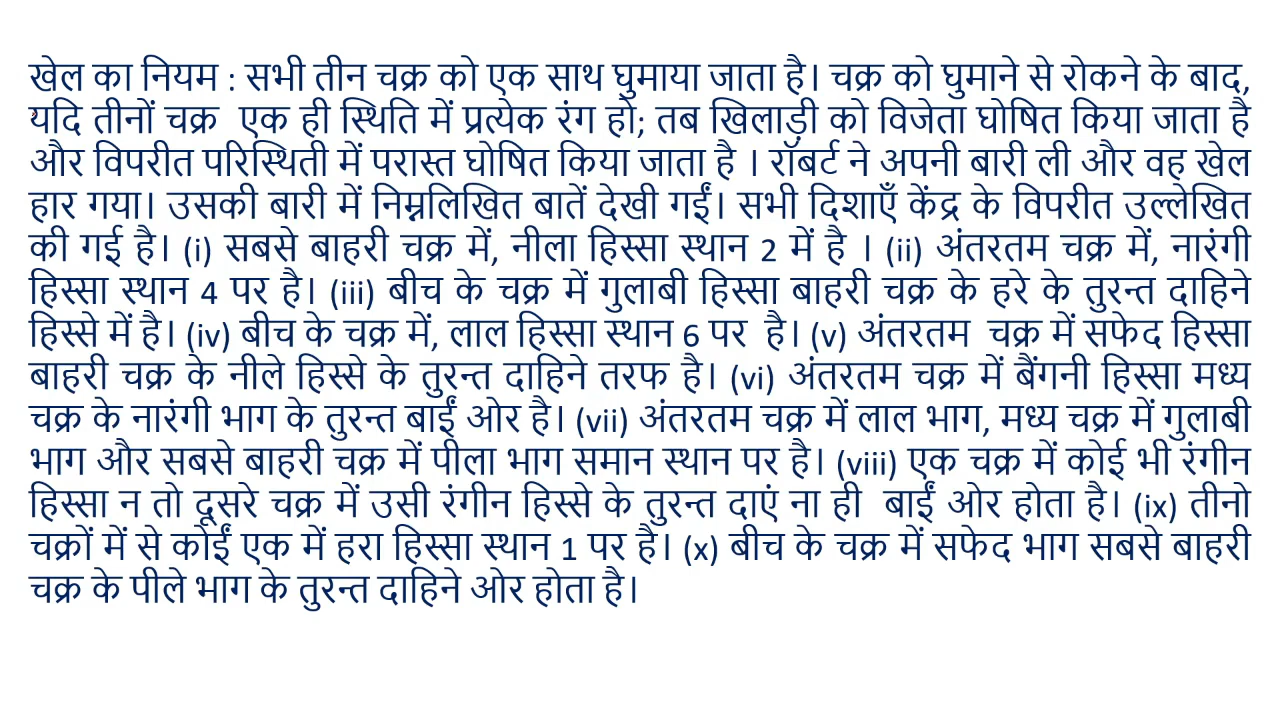 खेल का नियम : सभी तीन चक्र को एक साथ घुमाया जाता है। चक्र को घुमाने से रोकने के बाद,
यदि तीनों चक्र एक ही स्थिति में प्रत्येक रंग हो; तब खिलाड़ी को विजेता घोषित किया जाता है
और विपरीत परिस्थिती में परास्त घोषित किया जाता है । रॉबर्ट ने अपनी बारी ली और वह खेल
हार गया। उसकी बारी में निम्नलिखित बातें देखी गईं। सभी दिशाएँ केंद्र के विपरीत उल्लेखित
की गई है। (i) सबसे बाहरी चक्र में, नीला हिस्सा स्थान 2 में है । (ii) अंतरतम चक्र में, नारंगी
हिस्सा स्थान 4 पर है। (iii) बीच के चक्र में गुलाबी हिस्सा बाहरी चक्र के हरे के तुरन्त दाहिने
हिस्से में है। (iv) बीच के चक्र में, लाल हिस्सा स्थान 6 पर है। (v) अंतरतम चक्र में सफेद हिस्सा
बाहरी चक्र के नीले हिस्से के तुरन्त दाहिने तरफ है। (vi) अंतरतम चक्र में बैंगनी हिस्सा मध्य
चक्र के नारंगी भाग के तुरन्त बाईं ओर है। (vii) अंतरतम चक्र में लाल भाग, मध्य चक्र में गुलाबी
भाग और सबसे बाहरी चक्र में पीला भाग समान स्थान पर है। (viii) एक चक्र में कोई भी रंगीन
हिस्सा न तो दूसरे चक्र में उसी रंगीन हिस्से के तुरन्त दाएं ना ही बाईं ओर होता है। (ix) तीनो
चक्रों में से कोईं एक में हरा हिस्सा स्थान 1 पर है। (x) बीच के चक्र में सफेद भाग सबसे बाहरी
चक्र के पीले भाग के तुरन्त दाहिने ओर होता है।